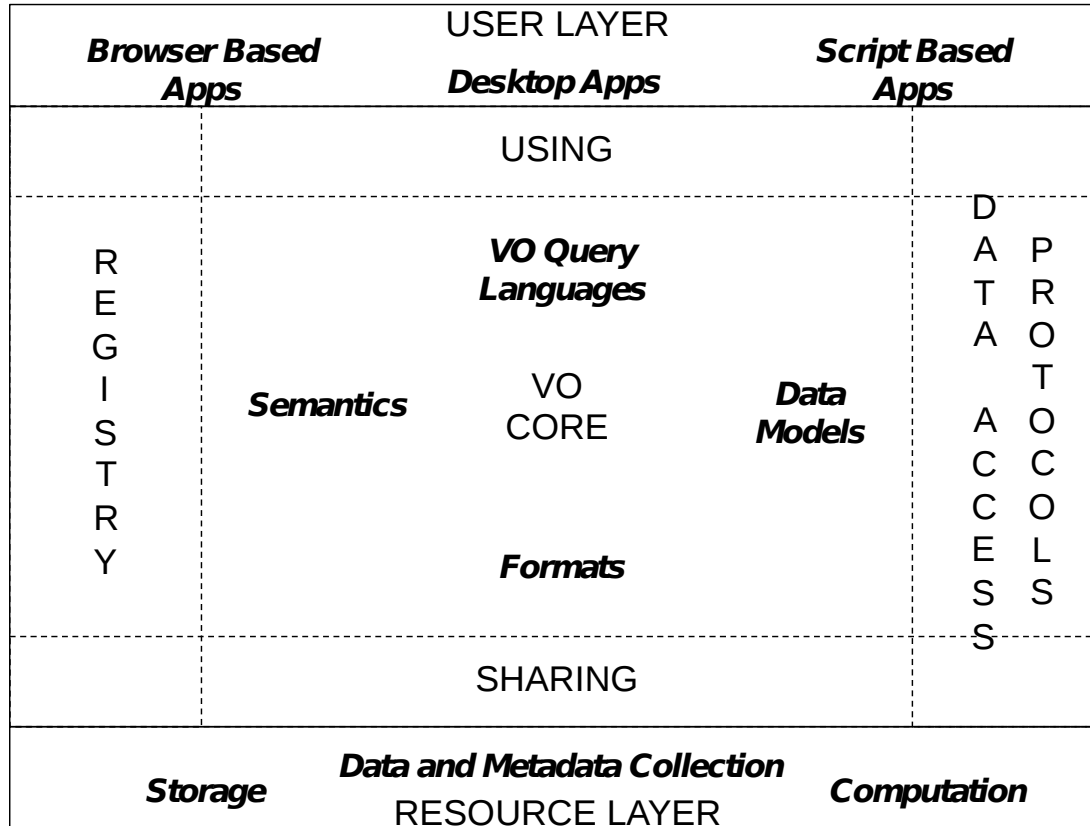 USER LAYER
Browser Based
Apps
Desktop Apps
Script Based
Apps
USING
REGISTRY
VO Query
Languages
Semantics
VO
CORE
Data
Models
Formats
DATA ACCESS
PROTOCOLS
SHARING
Storage
Data and Metadata Collection
Computation
RESOURCE LAYER